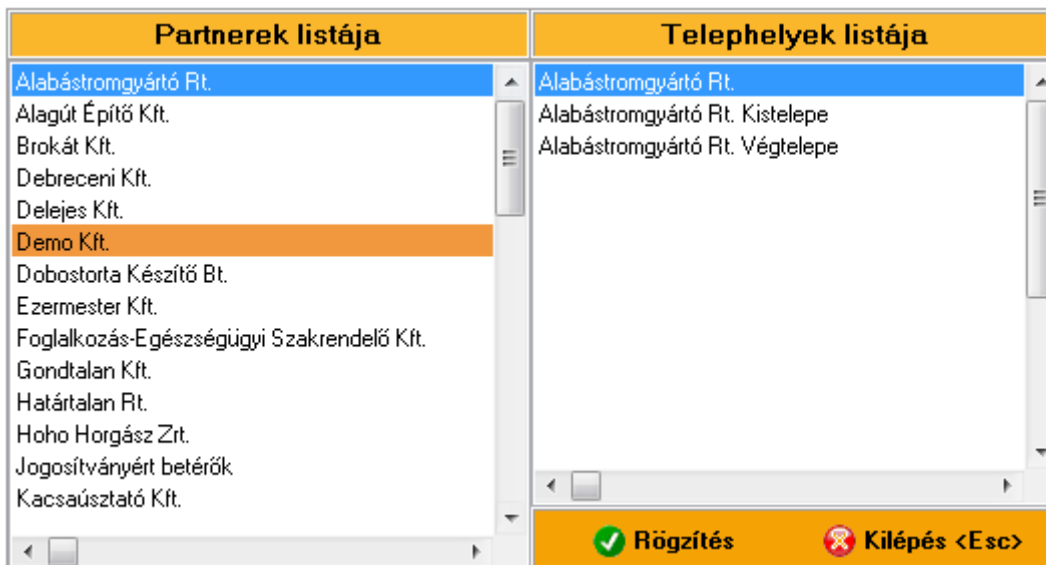 Partnerek listája
Alabástromgyártó Rt.
Alagút Építő Kft.
Brokát Kft.
Debreceni Kft.
Delejes Kft.
Demo Kft.
Dobostorta Készítő Bt.
Ezermester Kft.
Foglalkozás-Egészségügyi Szakrendelő Kft.
Gondtalan Kft.
Határtalan Rt.
Hoho Horgász Zrt.
Jogosítványért betérők
Kacsaúsztató Kft.
Telephelyek listája
Alabástromgyártó Rt.
Alabástromgyártó Rt. Kistelepe
Alabástromgyártó Rt. Végtelepe
Rögzítés
Kilépés <Esc>